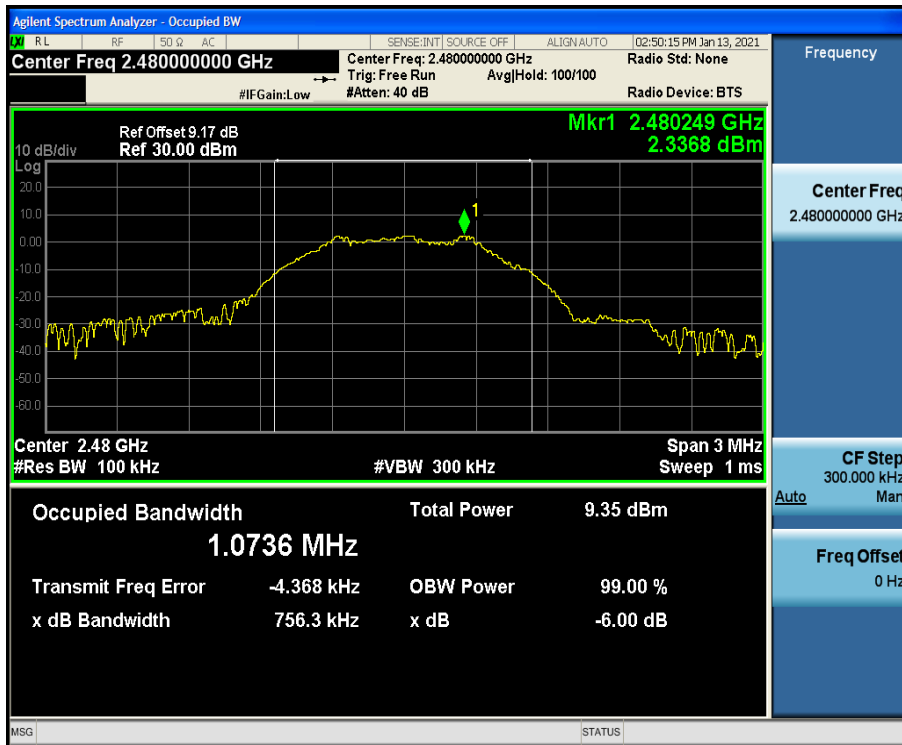 Agilent Spectrum Analyzer - Occupied BW
LXI RL RF 50 Ω AC SENSE:INT SOURCE OFF ALIGN AUTO 02:50:15 PM Jan 13, 2021
Center Freq 2.480000000 GHz
Center Freq: 2.480000000 GHz Radio Std: None
Trig: Free Run Avg|Hold: 100/100
#IFGain:Low #Atten: 40 dB Radio Device: BTS
Frequency
Mkr1 2.480249 GHz
2.3368 dBm
Ref Offset 9.17 dB
10 dB/div Ref 30.00 dBm
Log
20.0
10.0
0.00
-10.0
-20.0
-30.0
-40.0
-50.0
-60.0
1
Center 2.48 GHz Span 3 MHz
#Res BW 100 kHz #VBW 300 kHz Sweep 1 ms
Occupied Bandwidth Total Power 9.35 dBm
1.0736 MHz
Transmit Freq Error -4.368 kHz OBW Power 99.00 %
x dB Bandwidth 756.3 kHz x dB -6.00 dB
Center Freq
2.480000000 GHz
CF Step
300.000 kHz
Auto Man
Freq Offset
0 Hz
MSG STATUS